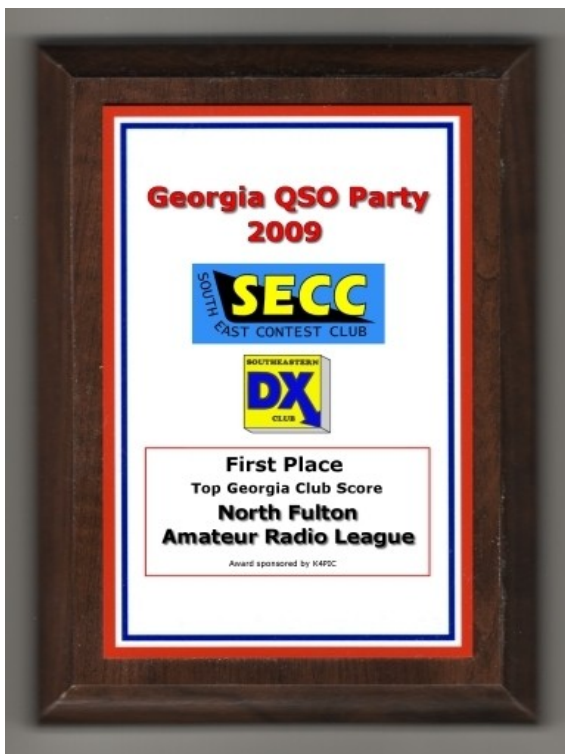 Georgia QSO Party
2009
SECC
SOUTH EAST CONTEST CLUB
SOUTHEASTERN
DX
CLUB
First Place
Top Georgia Club Score
North Fulton
Amateur Radio League
Award sponsored by K4PIC